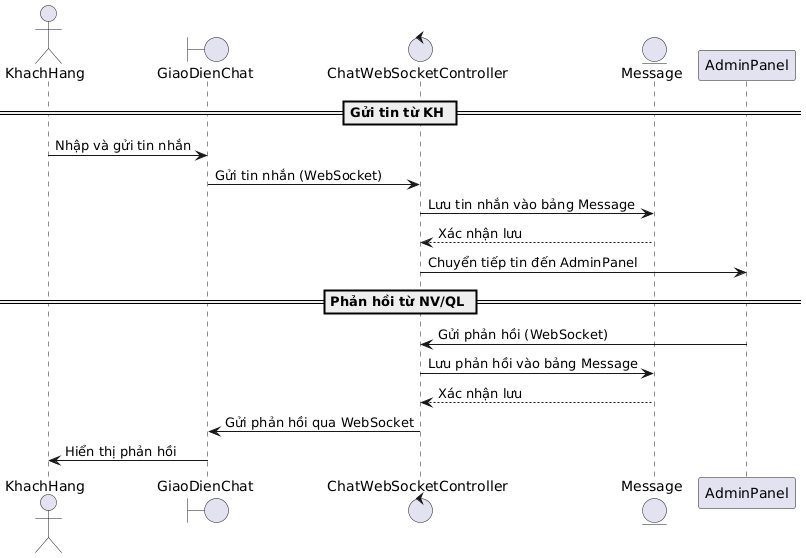 KhachHang
GiaoDienChat
ChatWebSocketController
Message
AdminPanel
Gửi tin từ KH
Nhập và gửi tin nhắn
Gửi tin nhắn (WebSocket)
Lưu tin nhắn vào bảng Message
Xác nhận lưu
Chuyển tiếp tin đến AdminPanel
Phản hồi từ NV/QL
Gửi phản hồi (WebSocket)
Lưu phản hồi vào bảng Message
Xác nhận lưu
Gửi phản hồi qua WebSocket
Hiển thị phản hồi
KhachHang
GiaoDienChat
ChatWebSocketController
Message
AdminPanel